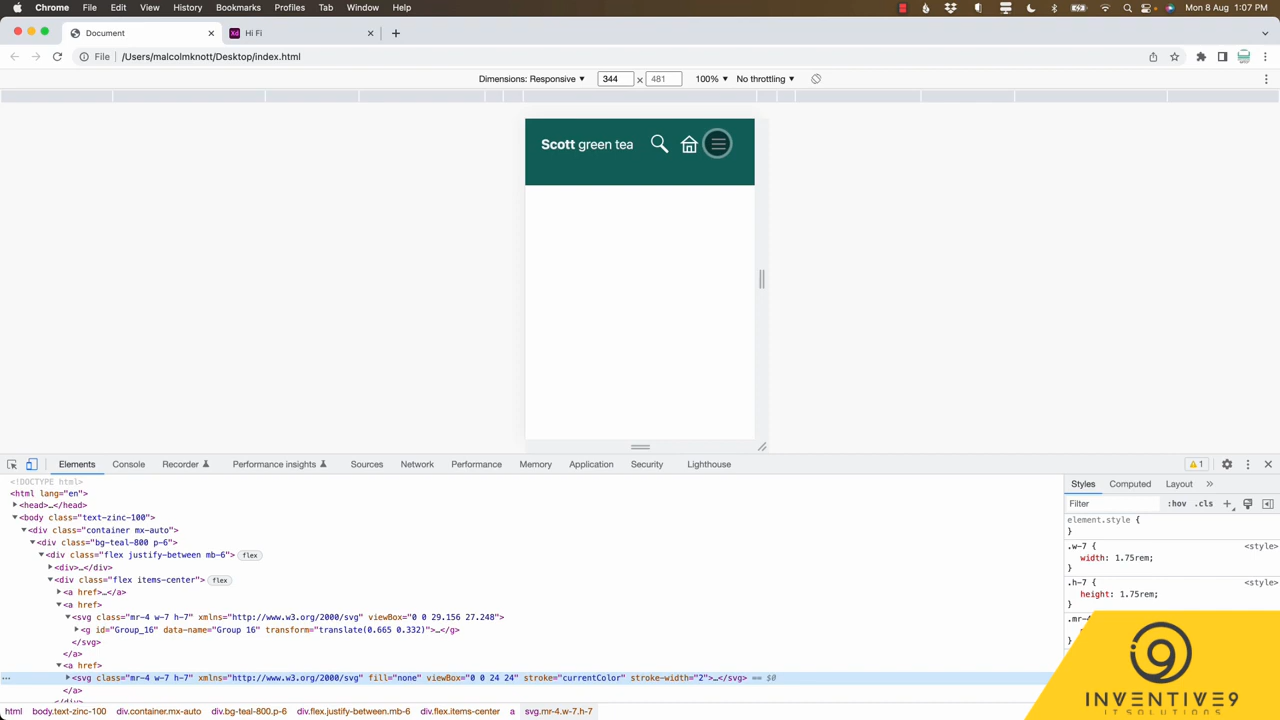 Chrome File Edit View History Bookmarks Profiles Tab Window Help Mon 8 Aug 1:07 PM
Document Hi Fi
File /Users/malcolmknott/Desktop/index.html
Dimensions: Responsive 344 × 481 100% No throttling
Scott green tea
Elements Console Recorder Performance insights Sources Network Performance Memory Application Security Lighthouse 1
<!DOCTYPE html>
<html lang="en">
<head>…</head>
<body class="text-zinc-100">
<div class="container mx-auto">
<div class="bg-teal-800 p-6">
<div class="flex justify-between mb-6"> flex
<div>…</div>
<div class="flex items-center"> flex
<a href>…</a>
<a href>
<svg class="mr-4 w-7 h-7" xmlns="http://www.w3.org/2000/svg" viewBox="0 0 29.156 27.248">
<g id="Group_16" data-name="Group 16" transform="translate(0.665 0.332)">…</g>
</svg>
</a>
<a href>
<svg class="mr-4 w-7 h-7" xmlns="http://www.w3.org/2000/svg" fill="none" viewBox="0 0 24 24" stroke="currentColor" stroke-width="2">…</svg> == $0
</a>
html body.text-zinc-100 div.container.mx-auto div.bg-teal-800.p-6 div.flex.justify-between.mb-6 div.flex.items-center a svg.mr-4.w-7.h-7
Styles Computed Layout
Filter :hov .cls
element.style {
}
.w-7 { <style>
width: 1.75rem;
}
.h-7 { <style>
height: 1.75rem;
}
INVENTIVE9
IT SOLUTIONS